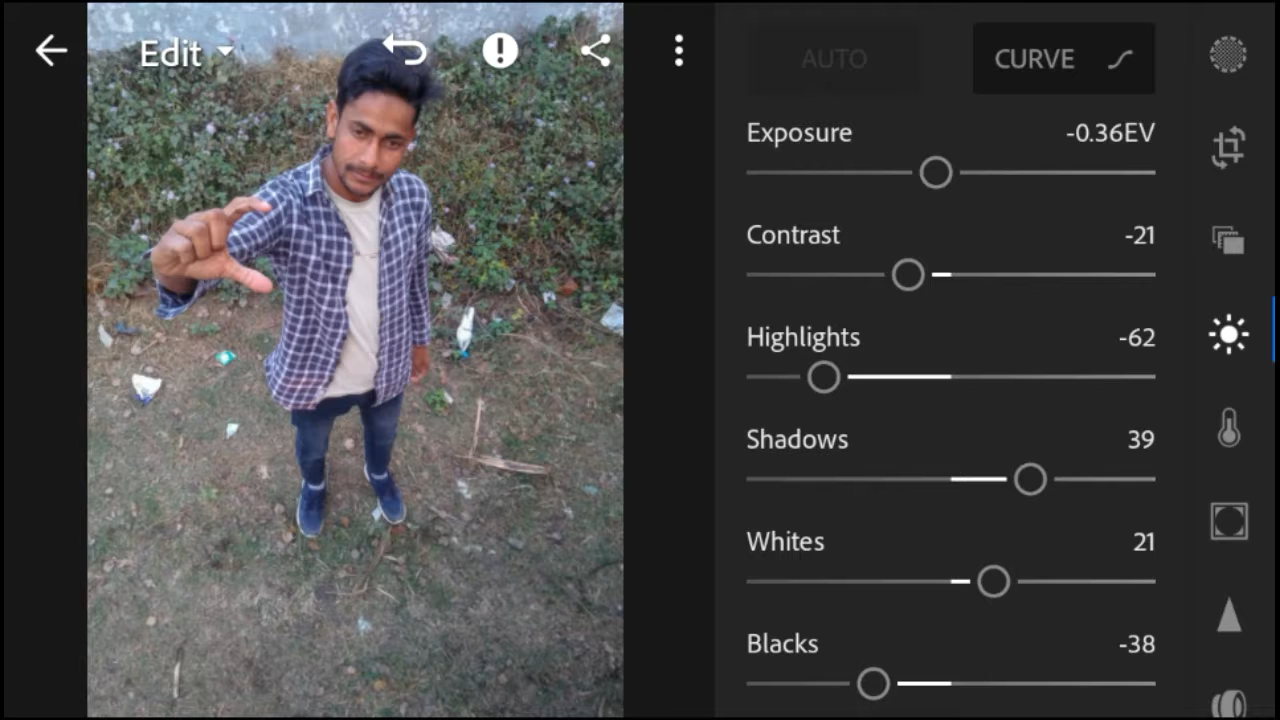 Edit
AUTO
CURVE
Exposure -0.36EV
Contrast -21
Highlights -62
Shadows 39
Whites 21
Blacks -38